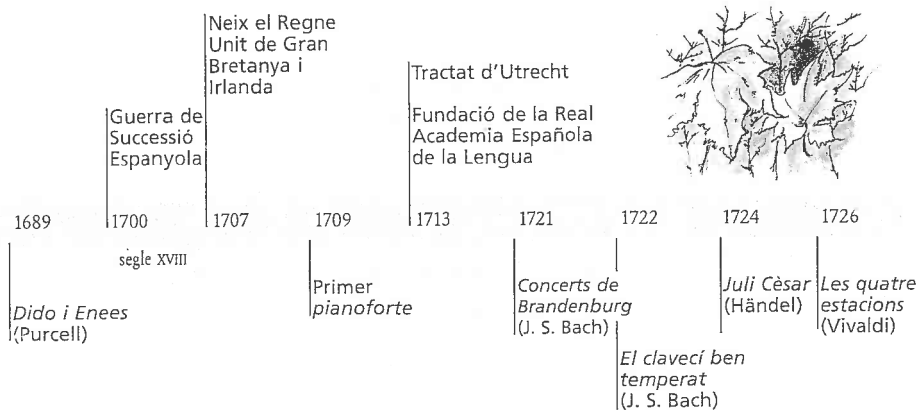 Neix el Regne
Unit de Gran
Bretanya i
Irlanda
Tractat d'Utrecht
Guerra de
Successió
Espanyola
Fundació de la Real
Academia Española
de la Lengua
1689
1700
1707
1709
1713
1721
1722
1724
1726
sègle XVIII
Dido i Enees
(Purcell)
Primer
pianoforte
Concerts de
Brandenburg
(J. S. Bach)
El clavecí ben
temperat
(J. S. Bach)
Juli Cèsar
(Händel)
Les quatre
estacions
(Vivaldi)